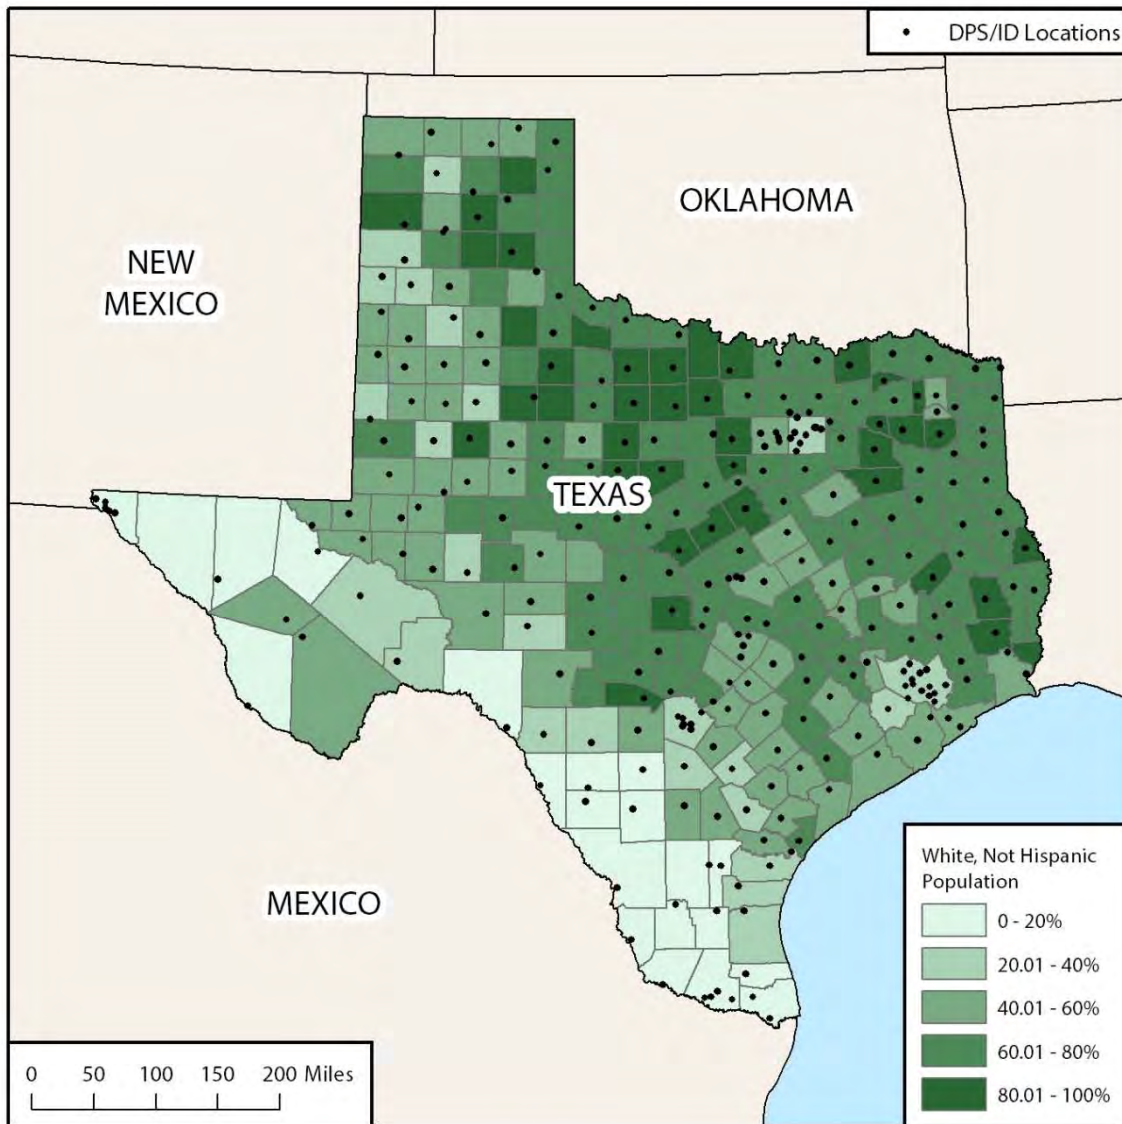 DPS/ID Locations
OKLAHOMA
NEW
MEXICO
TEXAS
MEXICO
White, Not Hispanic
Population
0 - 20%
20.01 - 40%
40.01 - 60%
60.01 - 80%
80.01 - 100%
0 50 100 150 200 Miles